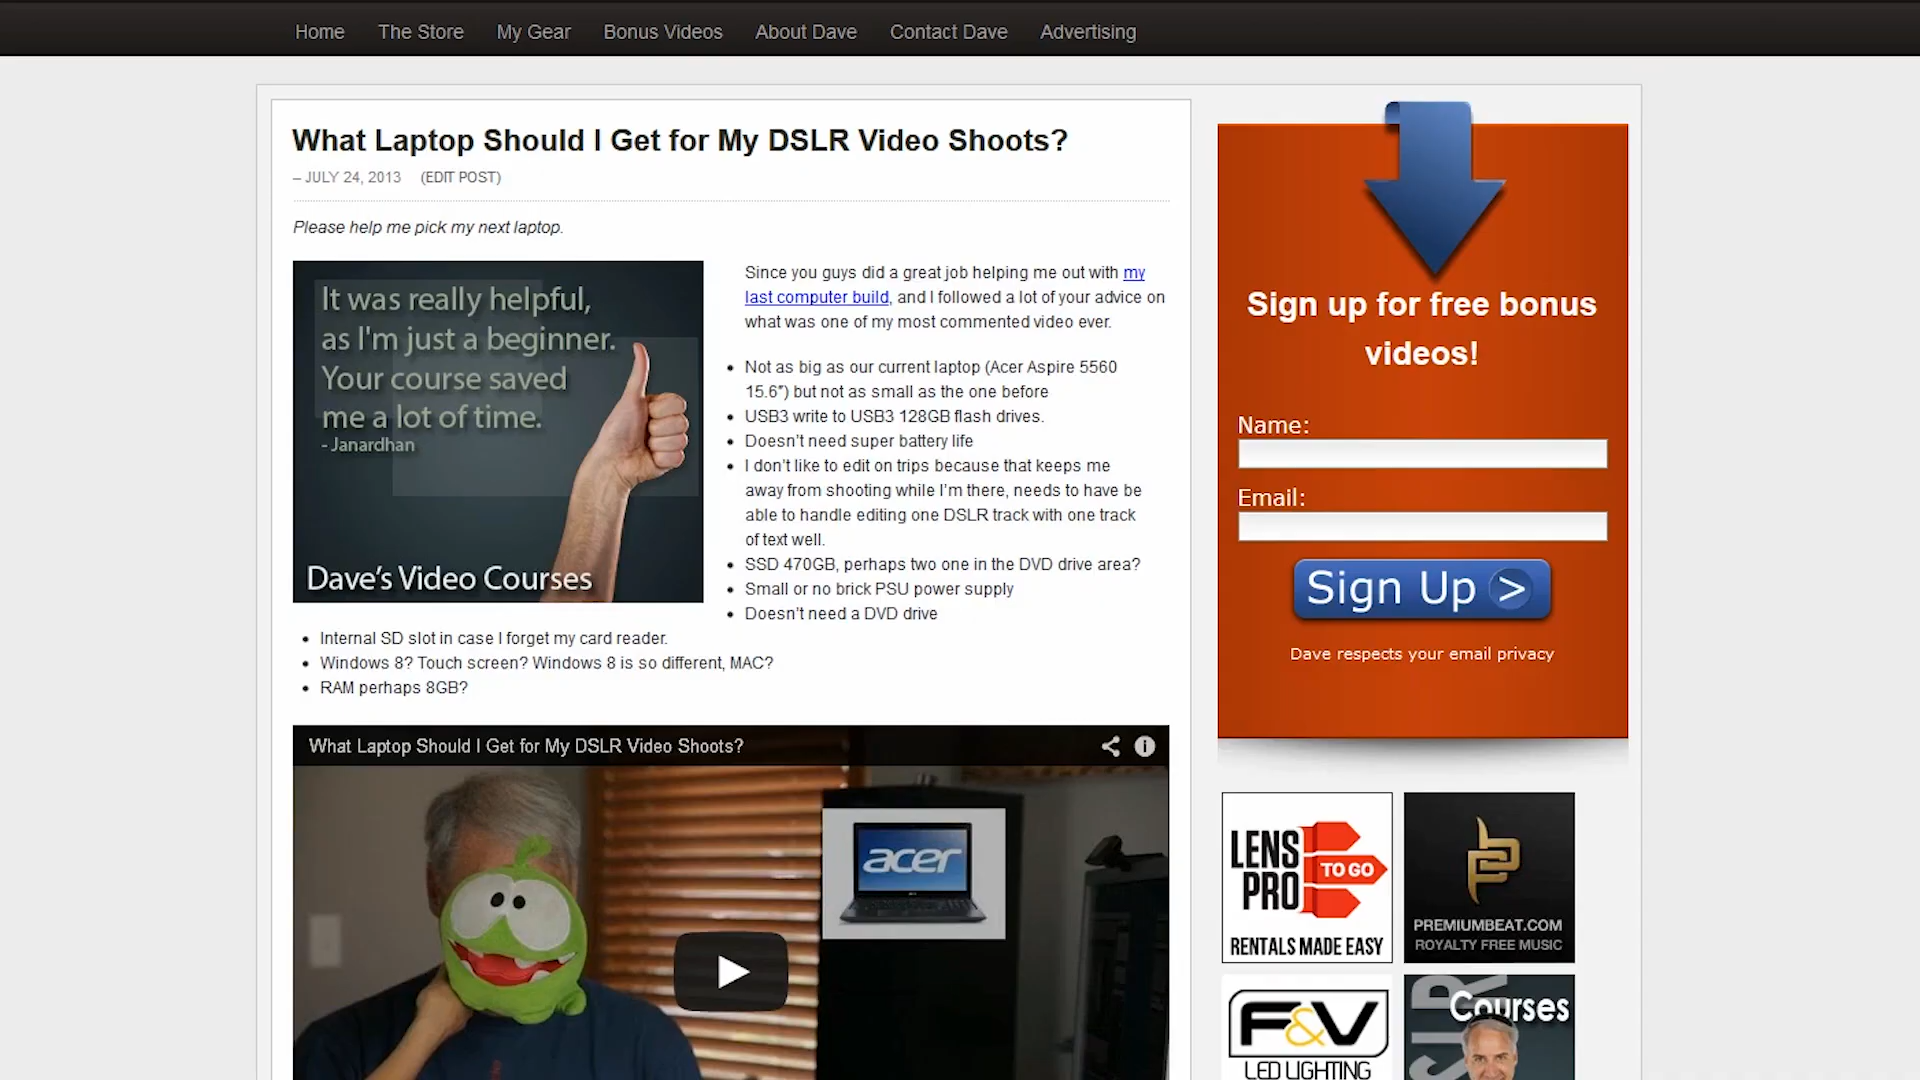 Home The Store My Gear Bonus Videos About Dave Contact Dave Advertising
What Laptop Should I Get for My DSLR Video Shoots?
– JULY 24, 2013 (EDIT POST)
Please help me pick my next laptop.
It was really helpful,
as I'm just a beginner.
Your course saved
me a lot of time.
- Janardhan
Dave's Video Courses
Since you guys did a great job helping me out with my
last computer build, and I followed a lot of your advice on
what was one of my most commented video ever.
Not as big as our current laptop (Acer Aspire 5560
15.6″) but not as small as the one before
USB3 write to USB3 128GB flash drives.
Doesn't need super battery life
I don't like to edit on trips because that keeps me
away from shooting while I'm there, needs to have be
able to handle editing one DSLR track with one track
of text well.
SSD 470GB, perhaps two one in the DVD drive area?
Small or no brick PSU power supply
Doesn't need a DVD drive
Internal SD slot in case I forget my card reader.
Windows 8? Touch screen? Windows 8 is so different, MAC?
RAM perhaps 8GB?
What Laptop Should I Get for My DSLR Video Shoots?
acer
Sign up for free bonus
videos!
Name:
Email:
Sign Up >
Dave respects your email privacy
LENS
PRO
TO GO
RENTALS MADE EASY
PREMIUMBEAT.COM
ROYALTY FREE MUSIC
F&V
LED LIGHTING
DSLR
Courses